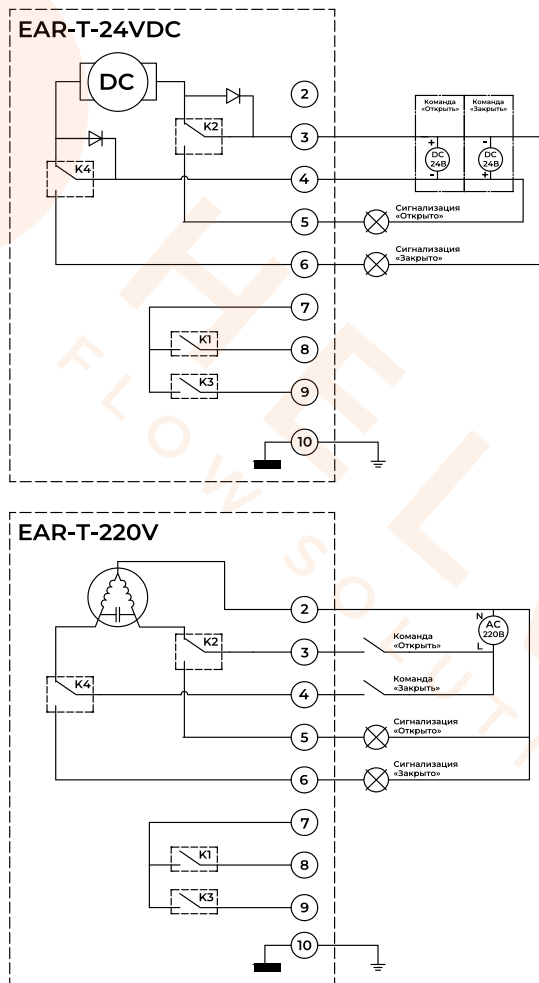 EAR-T-24VDC
DC
2
Команда
«Открыть»
Команда
«Закрыть»
K2
3
+
DC
24В
-
-
DC
24В
+
K4
4
Сигнализация
«Открыто»
5
Сигнализация
«Закрыто»
6
7
K1
8
K3
9
10
EAR-T-220V
2
N
AC
220В
L
K2
3
Команда
«Открыть»
K4
4
Команда
«Закрыть»
Сигнализация
«Открыто»
5
Сигнализация
«Закрыто»
6
7
K1
8
K3
9
10
HEL
FLOW SOLUTI